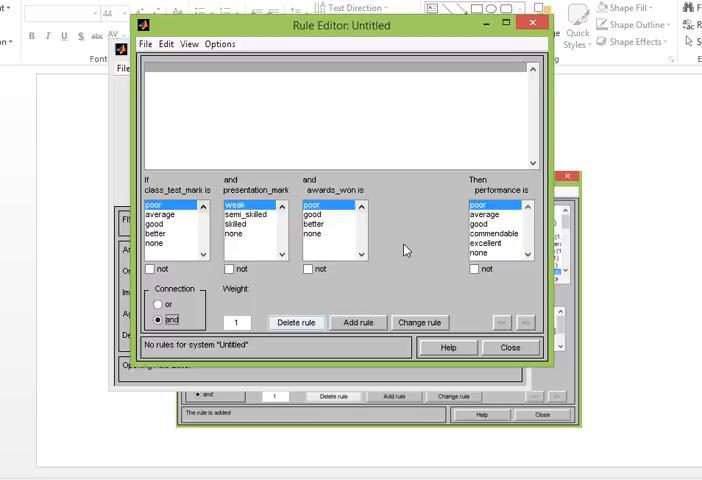 44
Text Direction
Shape Fill
Shape Outline
Shape Effects
Quick
Styles
B I U S abc AV
Font
Rule Editor: Untitled
File Edit View Options
File
If and and Then
class_test_mark is presentation_mark awards_won is performance is
poor weak poor poor
average semi_skilled good average
good skilled better good
better none none commendable
none excellent
none
not not not not
Connection Weight:
or
and 1 Delete rule Add rule Change rule << >>
No rules for system "Untitled" Help Close
and 1 Delete rule Add rule Change rule
The rule is added Help Close